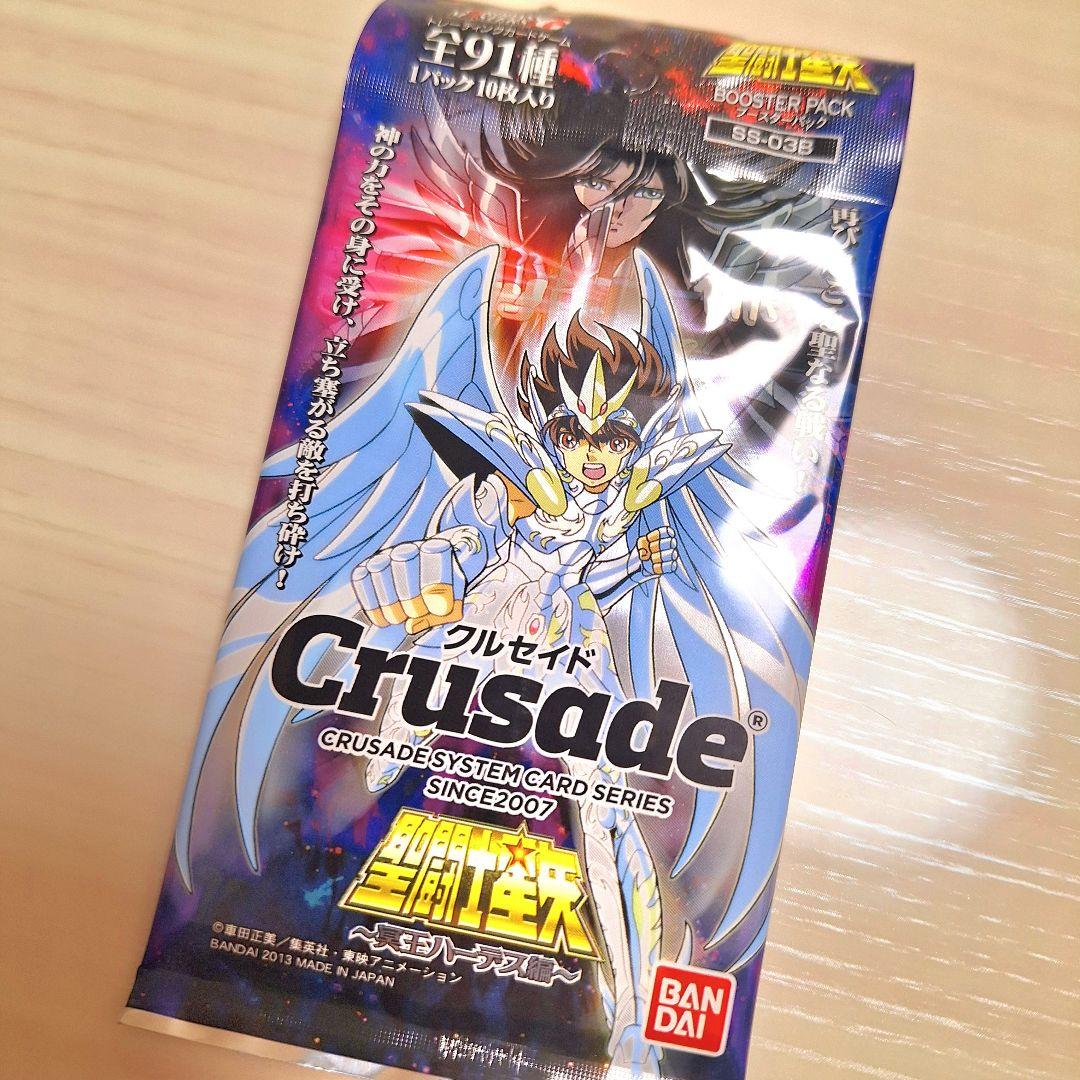 トレーディングカードゲーム
全91種
1パック10枚入り
聖闘士星矢
BOOSTER PACK
ブースターパック
SS-03B
再び
聖なる戦い
神の力をその身に受け、
立ち塞がる敵を打ち砕け！
クルセイド
Crusade®
CRUSADE SYSTEM CARD SERIES
SINCE2007
聖闘士星矢
～冥王ハーデス編～
©車田正美／集英社・東映アニメーション
BANDAI 2013 MADE IN JAPAN
BAN
DAI